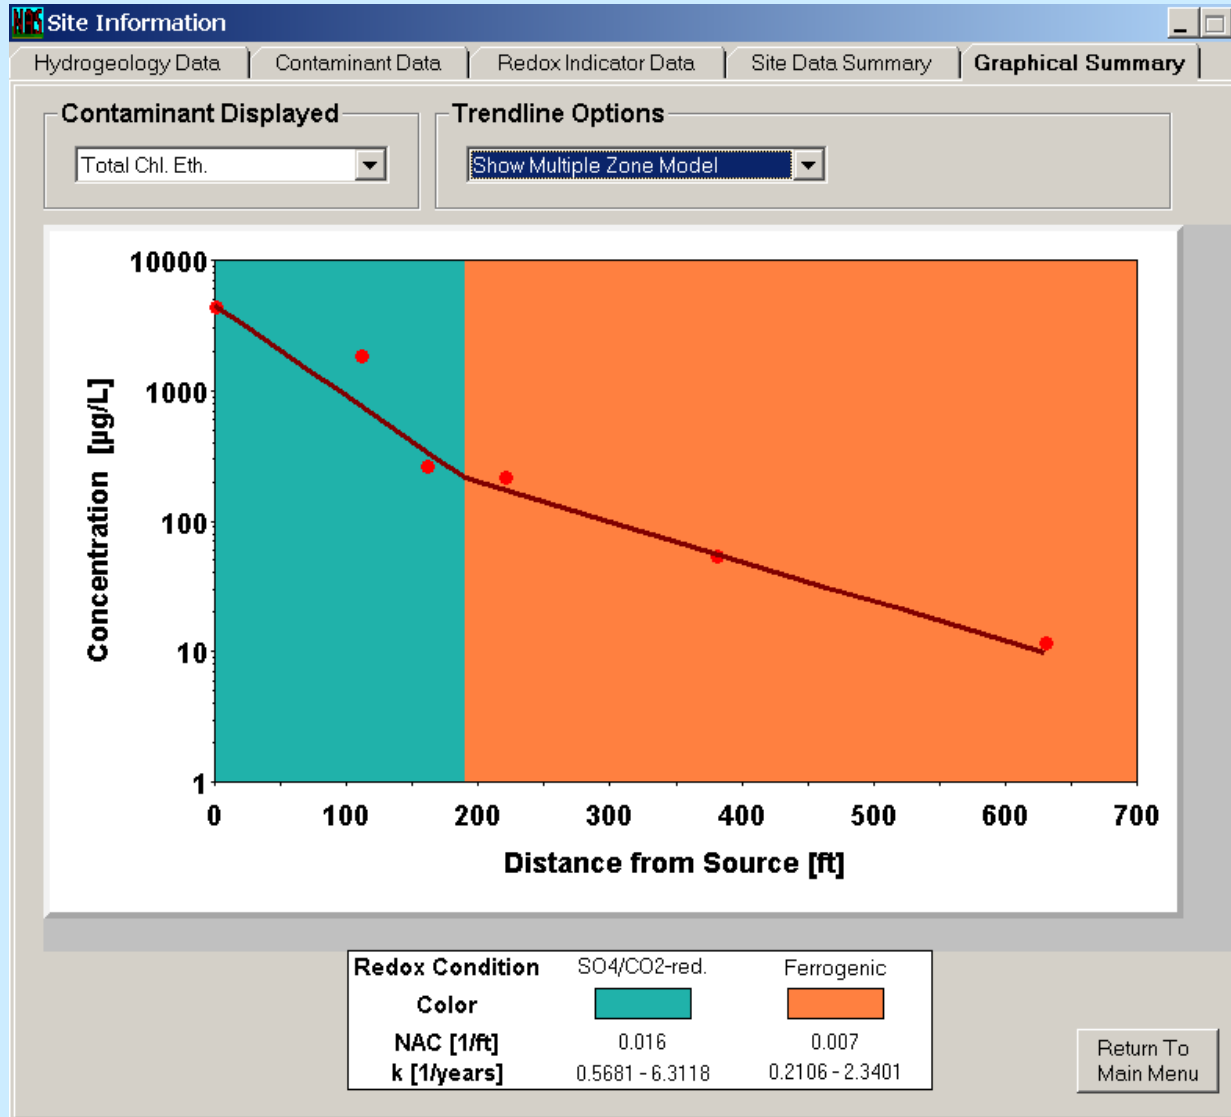 NAS Site Information
Hydrogeology Data Contaminant Data Redox Indicator Data Site Data Summary Graphical Summary
Contaminant Displayed Trendline Options
Total Chl. Eth. Show Multiple Zone Model
10000
1000
100
10
1
Concentration [µg/L]
0 100 200 300 400 500 600 700
Distance from Source [ft]
Redox Condition SO4/CO2-red. Ferrogenic
Color
NAC [1/ft] 0.016 0.007
k [1/years] 0.5681 - 6.3118 0.2106 - 2.3401
Return To
Main Menu